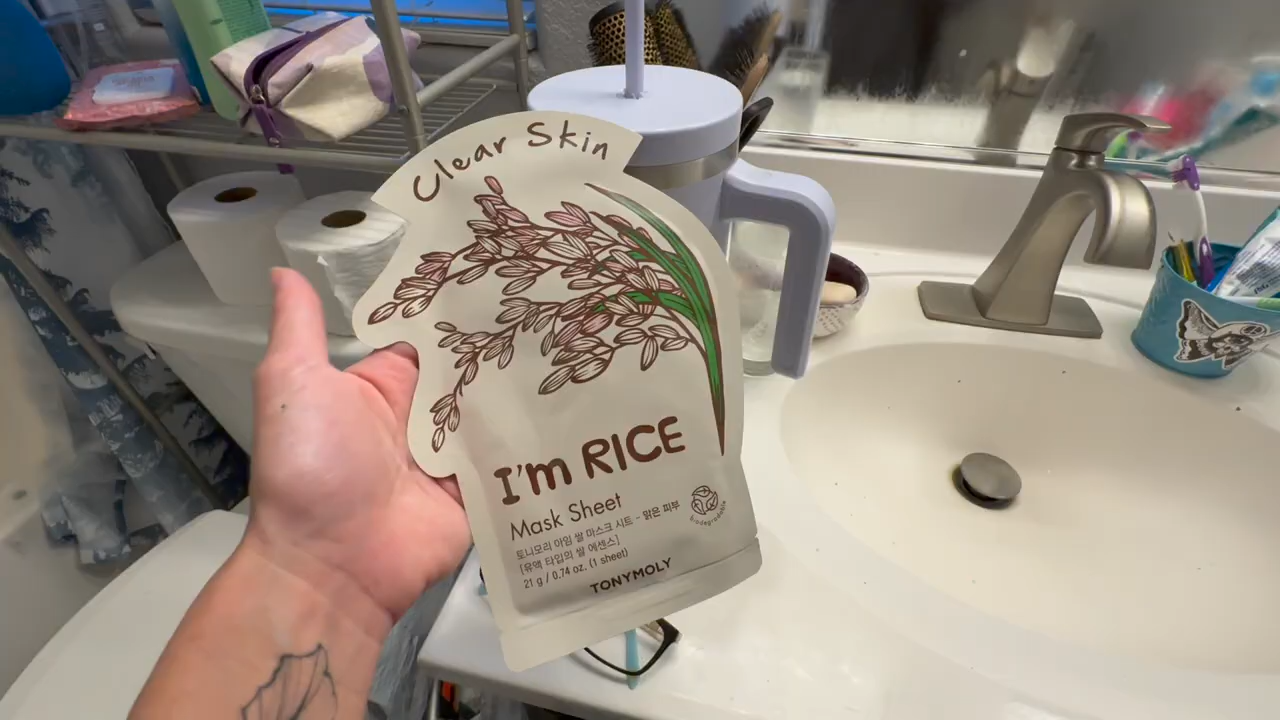 Clear Skin
I'm RICE
Mask Sheet
토니모리 아임 쌀 마스크 시트 - 맑은 피부
[유액 타입의 쌀 에센스]
21 g / 0.74 oz. (1 sheet)
biodegradable
TONYMOLY